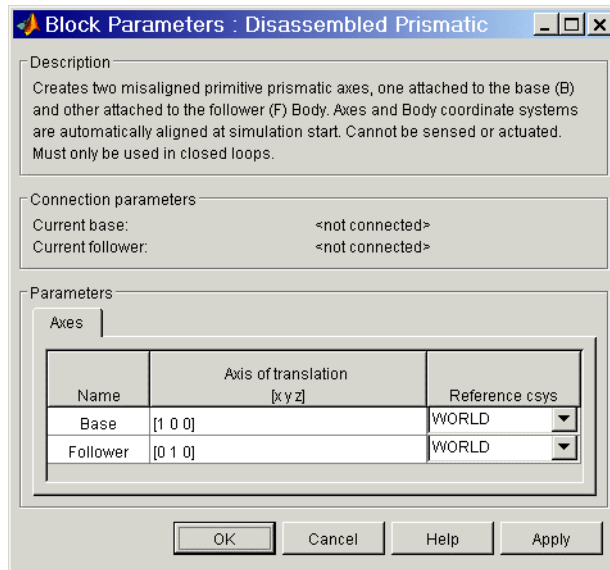 Block Parameters : Disassembled Prismatic
Description
Creates two misaligned primitive prismatic axes, one attached to the base (B)
and other attached to the follower (F) Body. Axes and Body coordinate systems
are automatically aligned at simulation start. Cannot be sensed or actuated.
Must only be used in closed loops.
Connection parameters
Current base: <not connected>
Current follower: <not connected>
Parameters
Axes
Name Axis of translation [x y z] Reference csys
Base [1 0 0] WORLD
Follower [0 1 0] WORLD
OK Cancel Help Apply